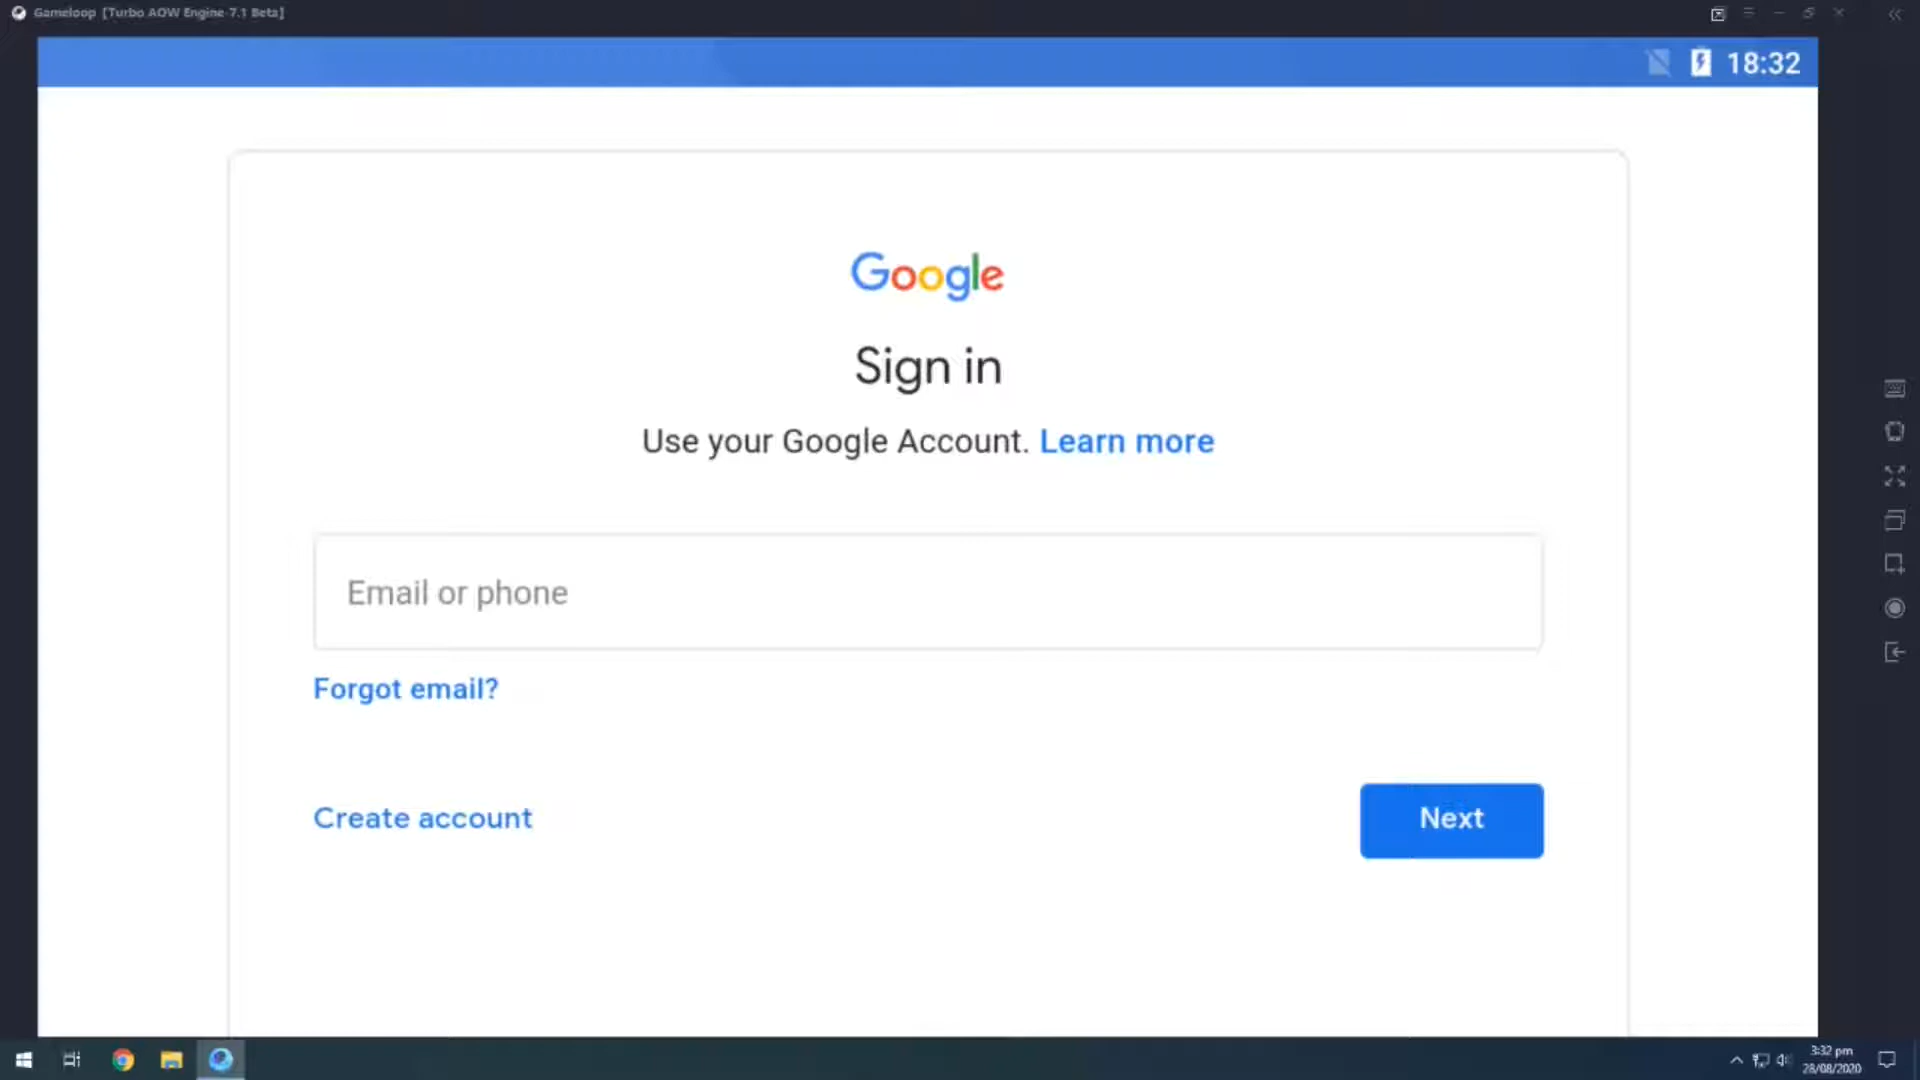 Gameloop [Turbo AOW Engine-7.1 Beta]
18:32
Google
Sign in
Use your Google Account. Learn more
Email or phone
Forgot email?
Create account
Next
3:32 pm
28/08/2020